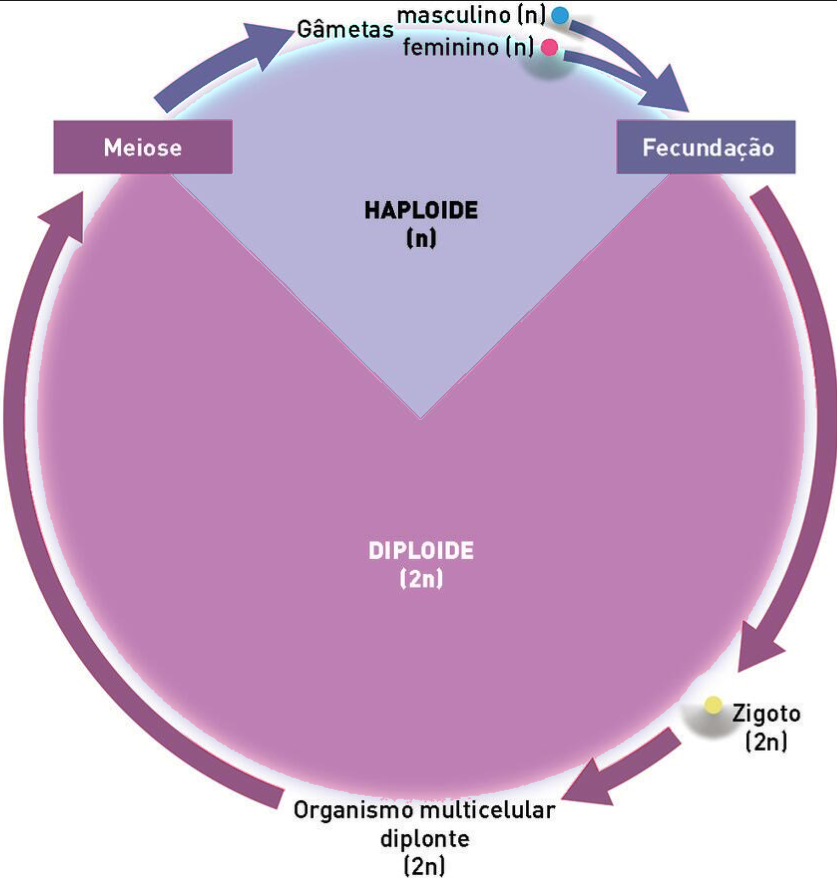 Gâmetas
masculino (n)
feminino (n)
Meiose
Fecundação
HAPLOIDE
(n)
DIPLOIDE
(2n)
Zigoto
(2n)
Organismo multicelular
diplonte
(2n)